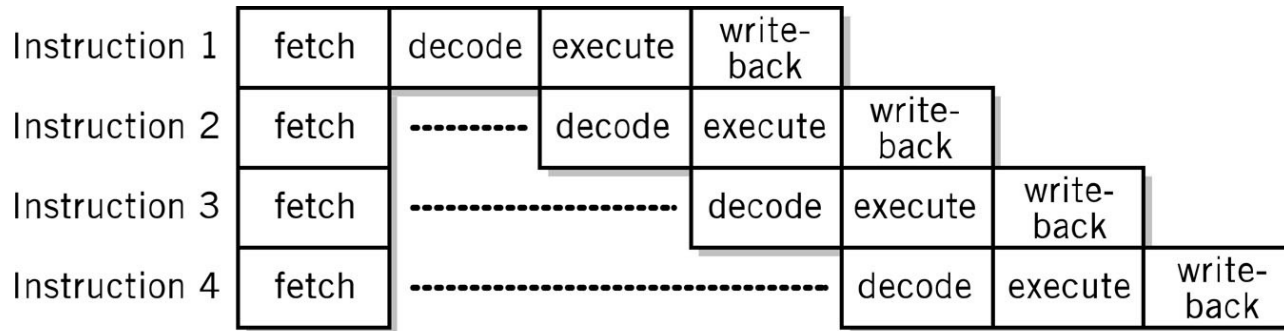 Instruction 1 fetch decode execute write-
back
Instruction 2 fetch decode execute write-
back
Instruction 3 fetch decode execute write-
back
Instruction 4 fetch decode execute write-
back